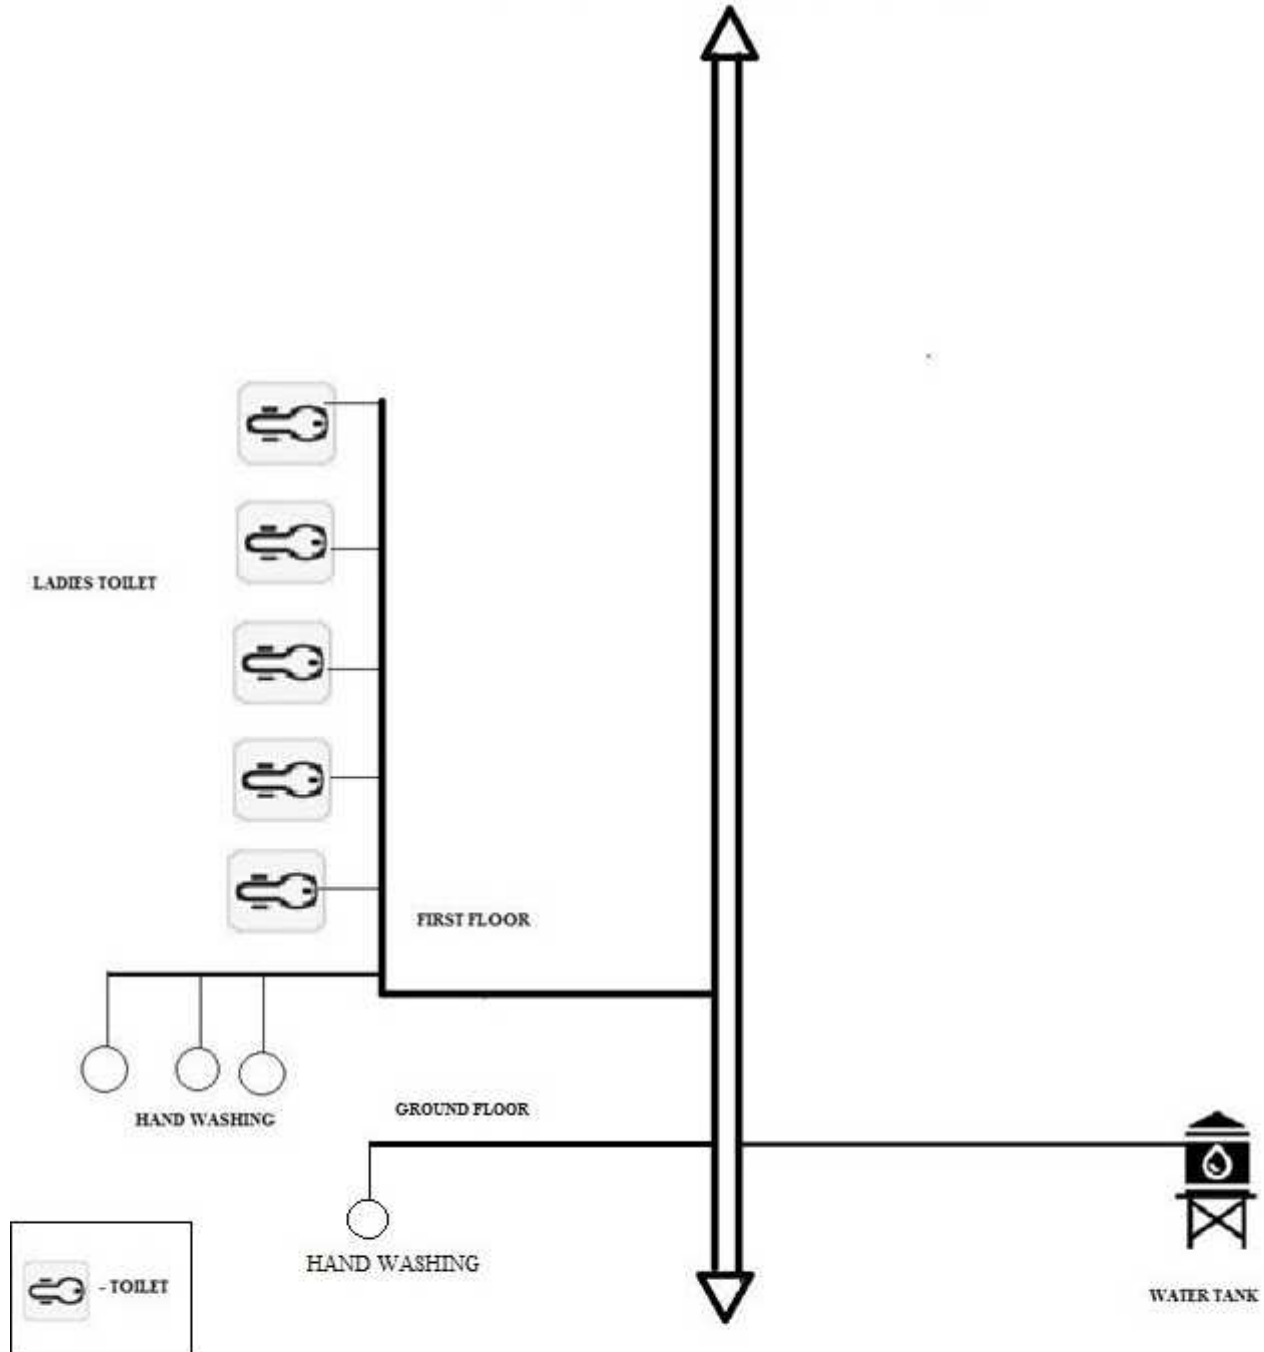 LADIES TOILET
FIRST FLOOR
HAND WASHING
GROUND FLOOR
HAND WASHING
- TOILET
WATER TANK